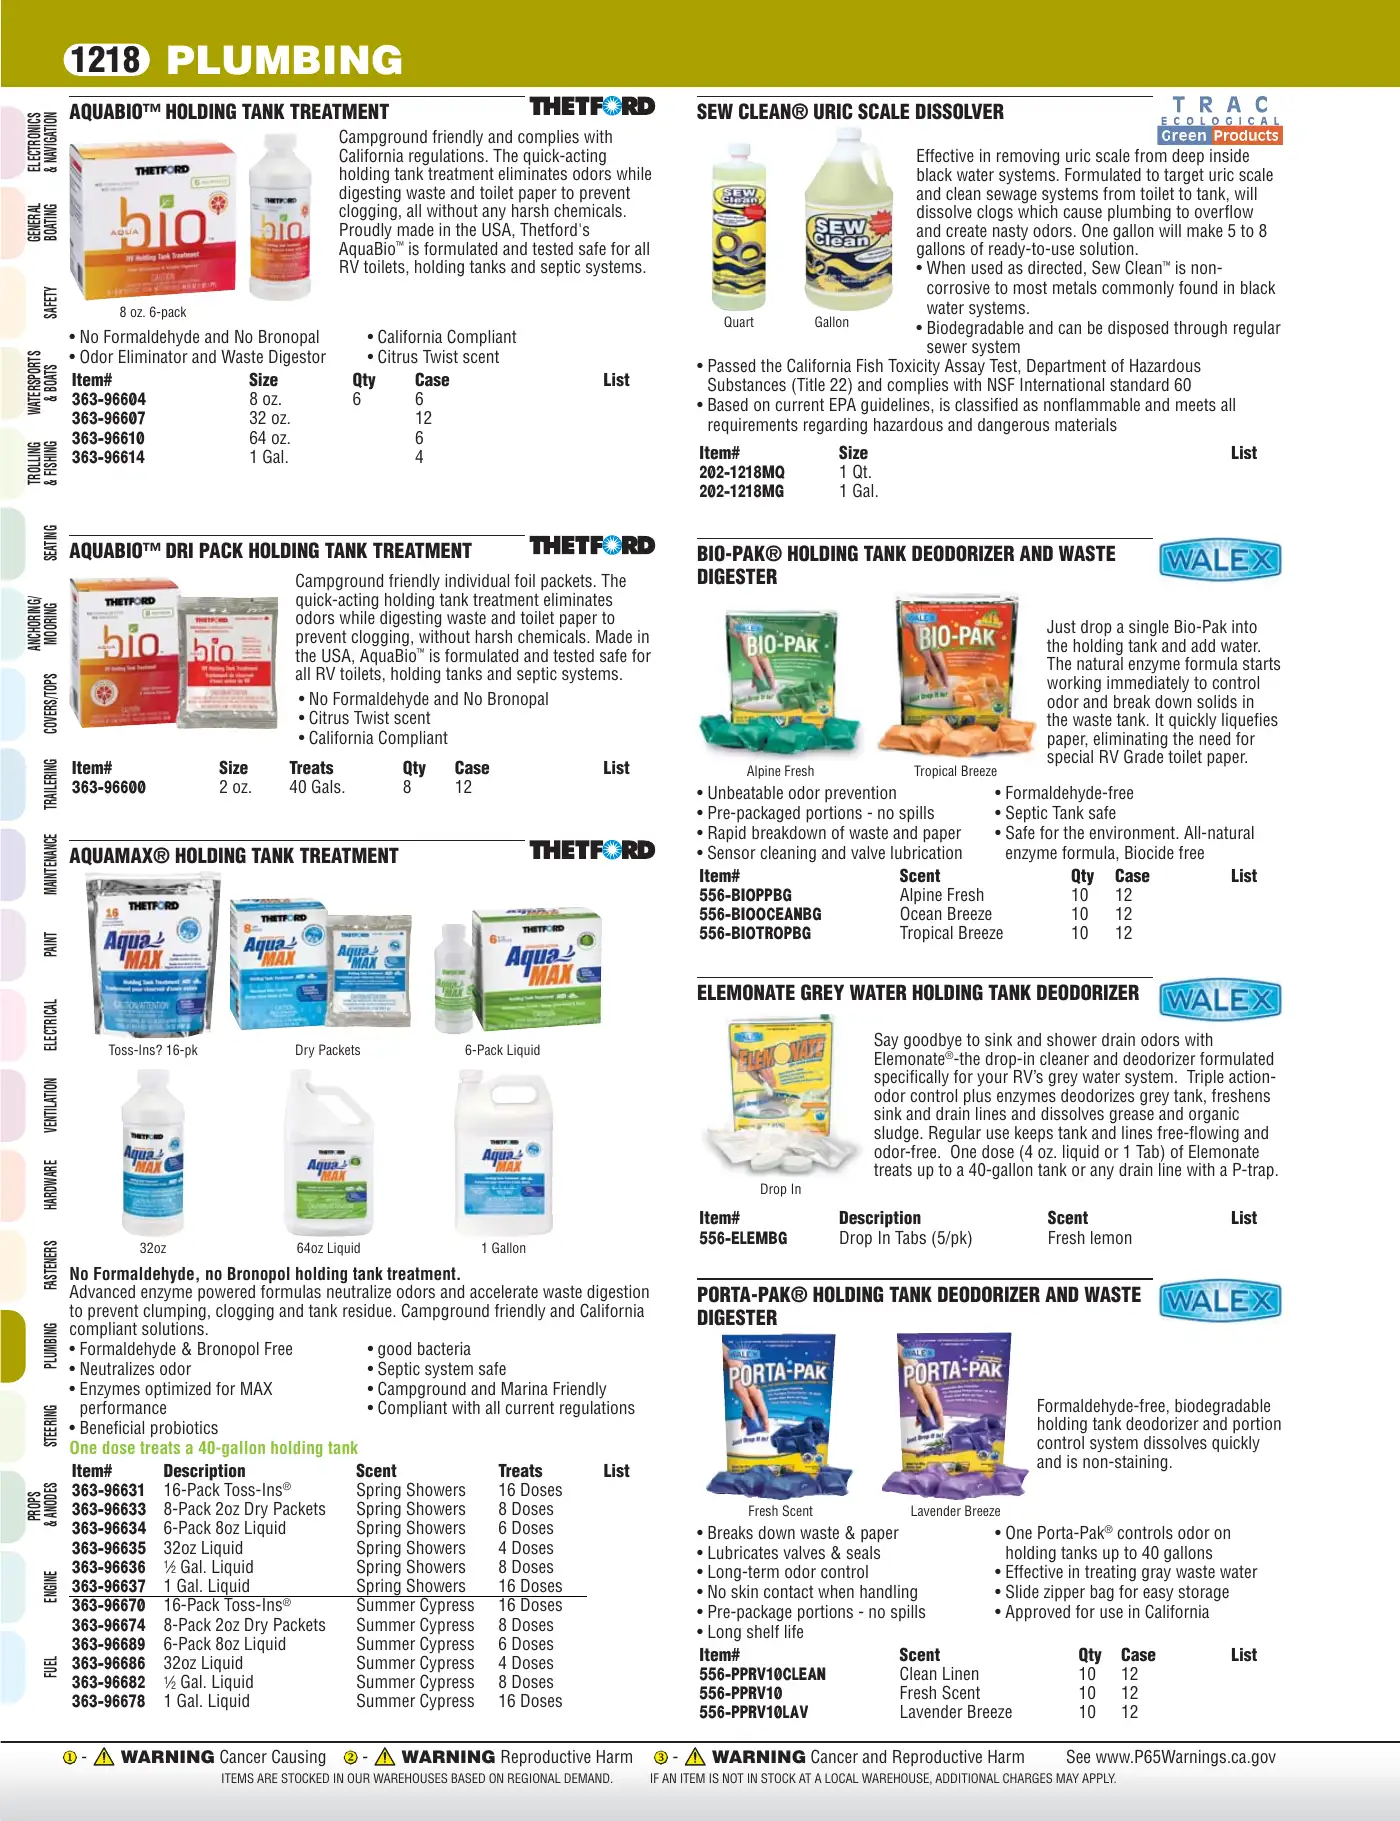 1218 PLUMBING
ELECTRONICS
& NAVIGATION
GENERAL
BOATING
SAFETY
WATERSPORTS
& BOATS
TROLLING
& FISHING
SEATING
ANCHORING/
MOORING
COVERS/TOPS
TRAILERING
MAINTENANCE
PAINT
ELECTRICAL
VENTILATION
HARDWARE
FASTENERS
PLUMBING
STEERING
PROPS
& ANODES
ENGINE
FUEL
AQUABIO™ HOLDING TANK TREATMENT
THETFORD
Campground friendly and complies with
California regulations. The quick-acting
holding tank treatment eliminates odors while
digesting waste and toilet paper to prevent
clogging, all without any harsh chemicals.
Proudly made in the USA, Thetford's
AquaBio™ is formulated and tested safe for all
RV toilets, holding tanks and septic systems.
8 oz. 6-pack
• No Formaldehyde and No Bronopal
• Odor Eliminator and Waste Digestor
• California Compliant
• Citrus Twist scent
Item# Size Qty Case List
363-96604 8 oz. 6 6
363-96607 32 oz. 12
363-96610 64 oz. 6
363-96614 1 Gal. 4
AQUABIO™ DRI PACK HOLDING TANK TREATMENT
THETFORD
Campground friendly individual foil packets. The
quick-acting holding tank treatment eliminates
odors while digesting waste and toilet paper to
prevent clogging, without harsh chemicals. Made in
the USA, AquaBio™ is formulated and tested safe for
all RV toilets, holding tanks and septic systems.
• No Formaldehyde and No Bronopal
• Citrus Twist scent
• California Compliant
Item# Size Treats Qty Case List
363-96600 2 oz. 40 Gals. 8 12
AQUAMAX® HOLDING TANK TREATMENT
THETFORD
Toss-Ins? 16-pk Dry Packets 6-Pack Liquid
32oz 64oz Liquid 1 Gallon
No Formaldehyde, no Bronopol holding tank treatment.
Advanced enzyme powered formulas neutralize odors and accelerate waste digestion
to prevent clumping, clogging and tank residue. Campground friendly and California
compliant solutions.
• Formaldehyde & Bronopol Free
• Neutralizes odor
• Enzymes optimized for MAX
performance
• Beneficial probiotics
• good bacteria
• Septic system safe
• Campground and Marina Friendly
• Compliant with all current regulations
One dose treats a 40-gallon holding tank
Item# Description Scent Treats List
363-96631 16-Pack Toss-Ins® Spring Showers 16 Doses
363-96633 8-Pack 2oz Dry Packets Spring Showers 8 Doses
363-96634 6-Pack 8oz Liquid Spring Showers 6 Doses
363-96635 32oz Liquid Spring Showers 4 Doses
363-96636 ½ Gal. Liquid Spring Showers 8 Doses
363-96637 1 Gal. Liquid Spring Showers 16 Doses
363-96670 16-Pack Toss-Ins® Summer Cypress 16 Doses
363-96674 8-Pack 2oz Dry Packets Summer Cypress 8 Doses
363-96689 6-Pack 8oz Liquid Summer Cypress 6 Doses
363-96686 32oz Liquid Summer Cypress 4 Doses
363-96682 ½ Gal. Liquid Summer Cypress 8 Doses
363-96678 1 Gal. Liquid Summer Cypress 16 Doses
SEW CLEAN® URIC SCALE DISSOLVER
TRAC
ECOLOGICAL
Green Products
Effective in removing uric scale from deep inside
black water systems. Formulated to target uric scale
and clean sewage systems from toilet to tank, will
dissolve clogs which cause plumbing to overflow
and create nasty odors. One gallon will make 5 to 8
gallons of ready-to-use solution.
• When used as directed, Sew Clean™ is non-
corrosive to most metals commonly found in black
water systems.
• Biodegradable and can be disposed through regular
sewer system
Quart Gallon
• Passed the California Fish Toxicity Assay Test, Department of Hazardous
Substances (Title 22) and complies with NSF International standard 60
• Based on current EPA guidelines, is classified as nonflammable and meets all
requirements regarding hazardous and dangerous materials
Item# Size List
202-1218MQ 1 Qt.
202-1218MG 1 Gal.
BIO-PAK® HOLDING TANK DEODORIZER AND WASTE
DIGESTER
WALEX
Just drop a single Bio-Pak into
the holding tank and add water.
The natural enzyme formula starts
working immediately to control
odor and break down solids in
the waste tank. It quickly liquefies
paper, eliminating the need for
special RV Grade toilet paper.
Alpine Fresh Tropical Breeze
• Unbeatable odor prevention
• Pre-packaged portions - no spills
• Rapid breakdown of waste and paper
• Sensor cleaning and valve lubrication
• Formaldehyde-free
• Septic Tank safe
• Safe for the environment. All-natural
enzyme formula, Biocide free
Item# Scent Qty Case List
556-BIOPPBG Alpine Fresh 10 12
556-BIOOCEANBG Ocean Breeze 10 12
556-BIOTROPBG Tropical Breeze 10 12
ELEMONATE GREY WATER HOLDING TANK DEODORIZER
WALEX
Say goodbye to sink and shower drain odors with
Elemonate®-the drop-in cleaner and deodorizer formulated
specifically for your RV's grey water system. Triple action-
odor control plus enzymes deodorizes grey tank, freshens
sink and drain lines and dissolves grease and organic
sludge. Regular use keeps tank and lines free-flowing and
odor-free. One dose (4 oz. liquid or 1 Tab) of Elemonate
treats up to a 40-gallon tank or any drain line with a P-trap.
Drop In
Item# Description Scent List
556-ELEMBG Drop In Tabs (5/pk) Fresh lemon
PORTA-PAK® HOLDING TANK DEODORIZER AND WASTE
DIGESTER
WALEX
Formaldehyde-free, biodegradable
holding tank deodorizer and portion
control system dissolves quickly
and is non-staining.
Fresh Scent Lavender Breeze
• Breaks down waste & paper
• Lubricates valves & seals
• Long-term odor control
• No skin contact when handling
• Pre-package portions - no spills
• Long shelf life
• One Porta-Pak® controls odor on
holding tanks up to 40 gallons
• Effective in treating gray waste water
• Slide zipper bag for easy storage
• Approved for use in California
Item# Scent Qty Case List
556-PPRV10CLEAN Clean Linen 10 12
556-PPRV10 Fresh Scent 10 12
556-PPRV10LAV Lavender Breeze 10 12
1 - ⚠ WARNING Cancer Causing 2 - ⚠ WARNING Reproductive Harm 3 - ⚠ WARNING Cancer and Reproductive Harm See www.P65Warnings.ca.gov
ITEMS ARE STOCKED IN OUR WAREHOUSES BASED ON REGIONAL DEMAND. IF AN ITEM IS NOT IN STOCK AT A LOCAL WAREHOUSE, ADDITIONAL CHARGES MAY APPLY.